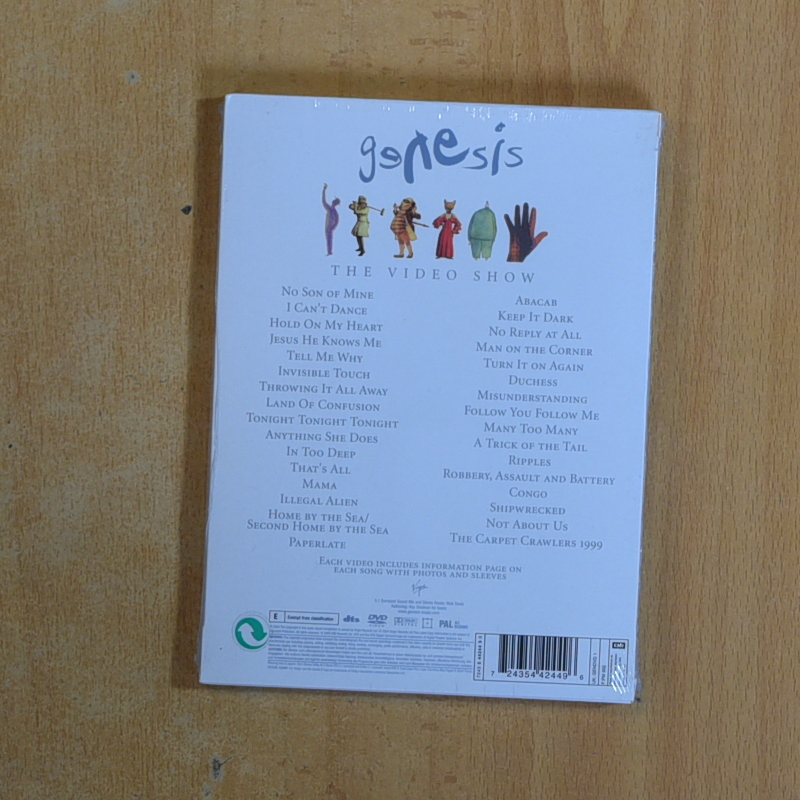 genesis
THE VIDEO SHOW
No Son of Mine
I Can't Dance
Hold On My Heart
Jesus He Knows Me
Tell Me Why
Invisible Touch
Throwing It All Away
Land Of Confusion
Tonight Tonight Tonight
Anything She Does
In Too Deep
That's All
Mama
Illegal Alien
Home by the Sea/
Second Home by the Sea
Paperlate
Abacab
Keep It Dark
No Reply at All
Man on the Corner
Turn It on Again
Duchess
Misunderstanding
Follow You Follow Me
Many Too Many
A Trick of the Tail
Ripples
Robbery, Assault and Battery
Congo
Shipwrecked
Not About Us
The Carpet Crawlers 1999
Each video includes information page on
each song with photos and sleeves
Virgin
E Exempt from classification
dts
DVD
PAL
EMI
7 24354 42449 6